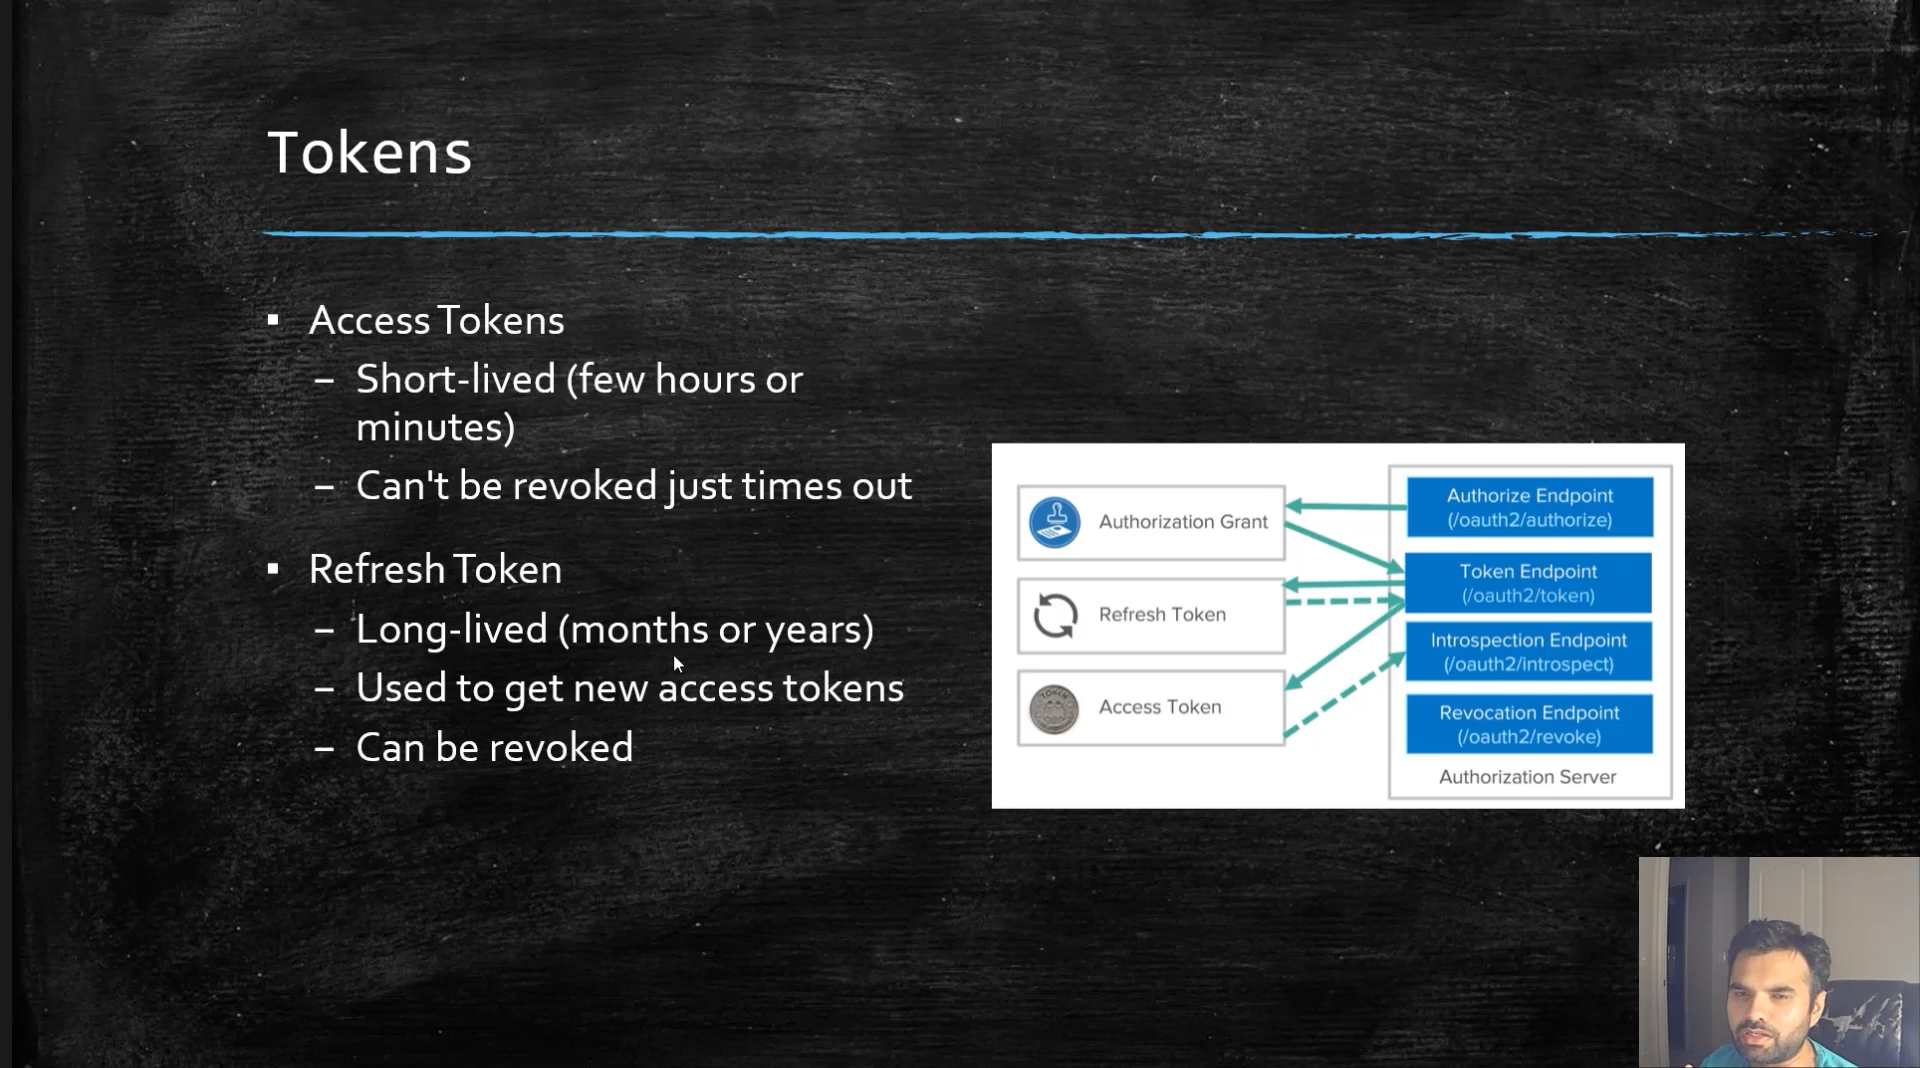 Tokens
▪ Access Tokens
– Short-lived (few hours or
minutes)
– Can't be revoked just times out
▪ Refresh Token
– Long-lived (months or years)
– Used to get new access tokens
– Can be revoked
Authorization Grant
Refresh Token
Access Token
Authorize Endpoint
(/oauth2/authorize)
Token Endpoint
(/oauth2/token)
Introspection Endpoint
(/oauth2/introspect)
Revocation Endpoint
(/oauth2/revoke)
Authorization Server